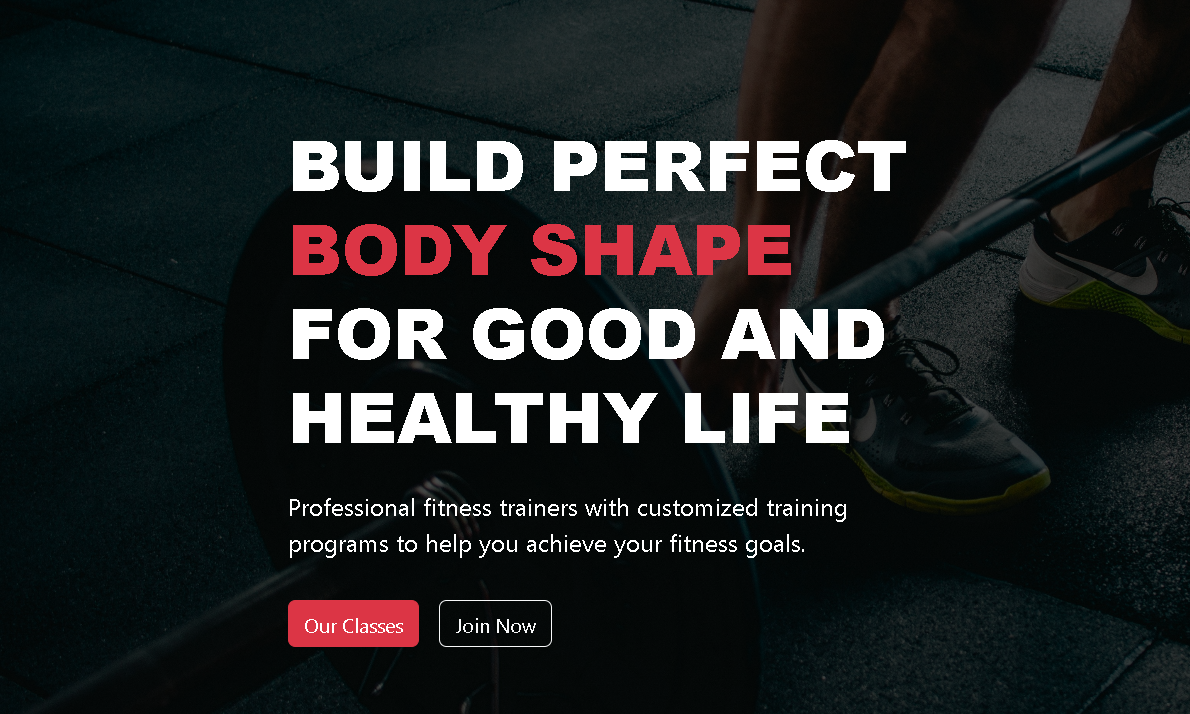 BUILD PERFECT
BODY SHAPE
FOR GOOD AND
HEALTHY LIFE
Professional fitness trainers with customized training
programs to help you achieve your fitness goals.
Our Classes
Join Now